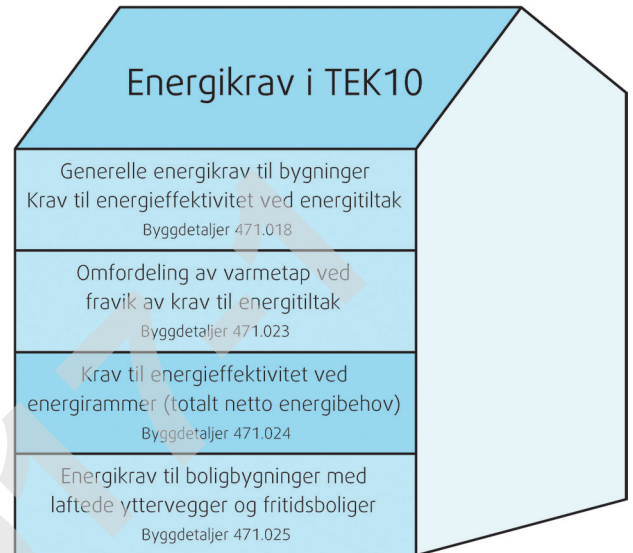 Energikrav i TEK10
Generelle energikrav til bygninger
Krav til energieffektivitet ved energitiltak
Byggdetaljer 471.018
Omfordeling av varmetap ved
fravik av krav til energitiltak
Byggdetaljer 471.023
Krav til energieffektivitet ved
energirammer (totalt netto energibehov)
Byggdetaljer 471.024
Energikrav til boligbygninger med
laftede yttervegger og fritidsboliger
Byggdetaljer 471.025